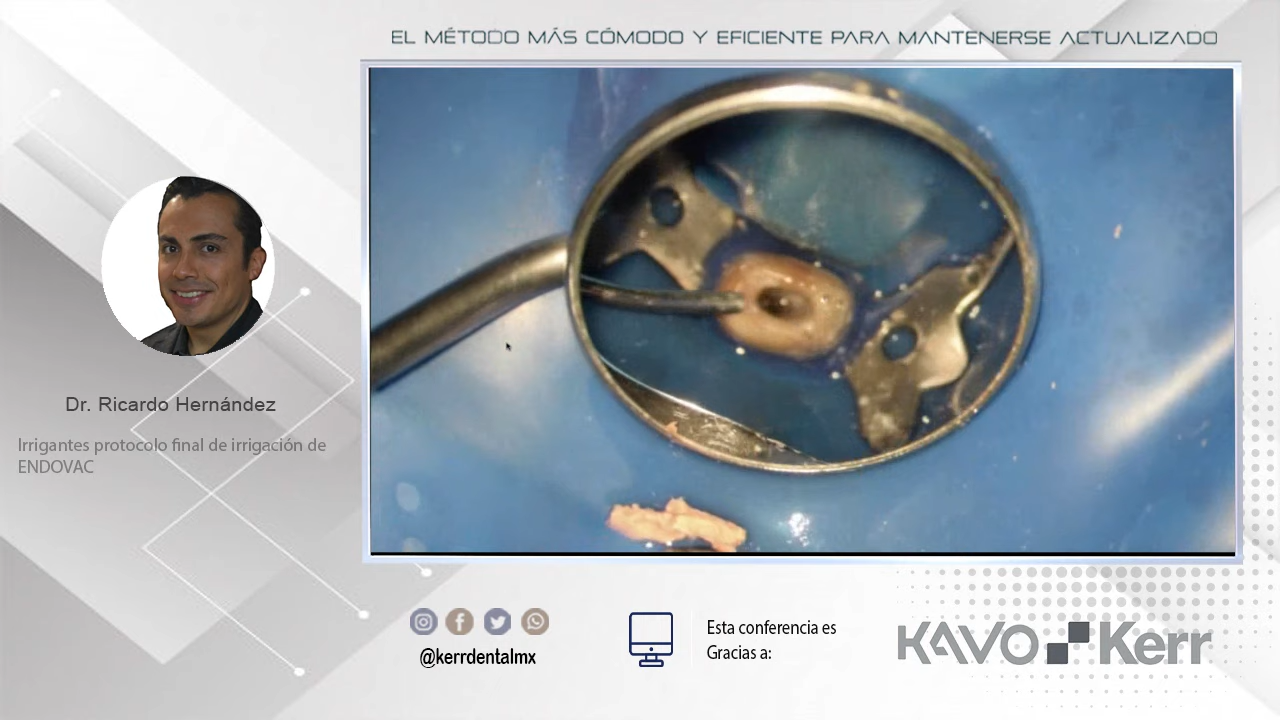 EL MÉTODO MÁS CÓMODO Y EFICIENTE PARA MANTENERSE ACTUALIZADO
Dr. Ricardo Hernández
Irrigantes protocolo final de irrigación de
ENDOVAC
@kerrdentalmx
Esta conferencia es
Gracias a:
KAVO Kerr